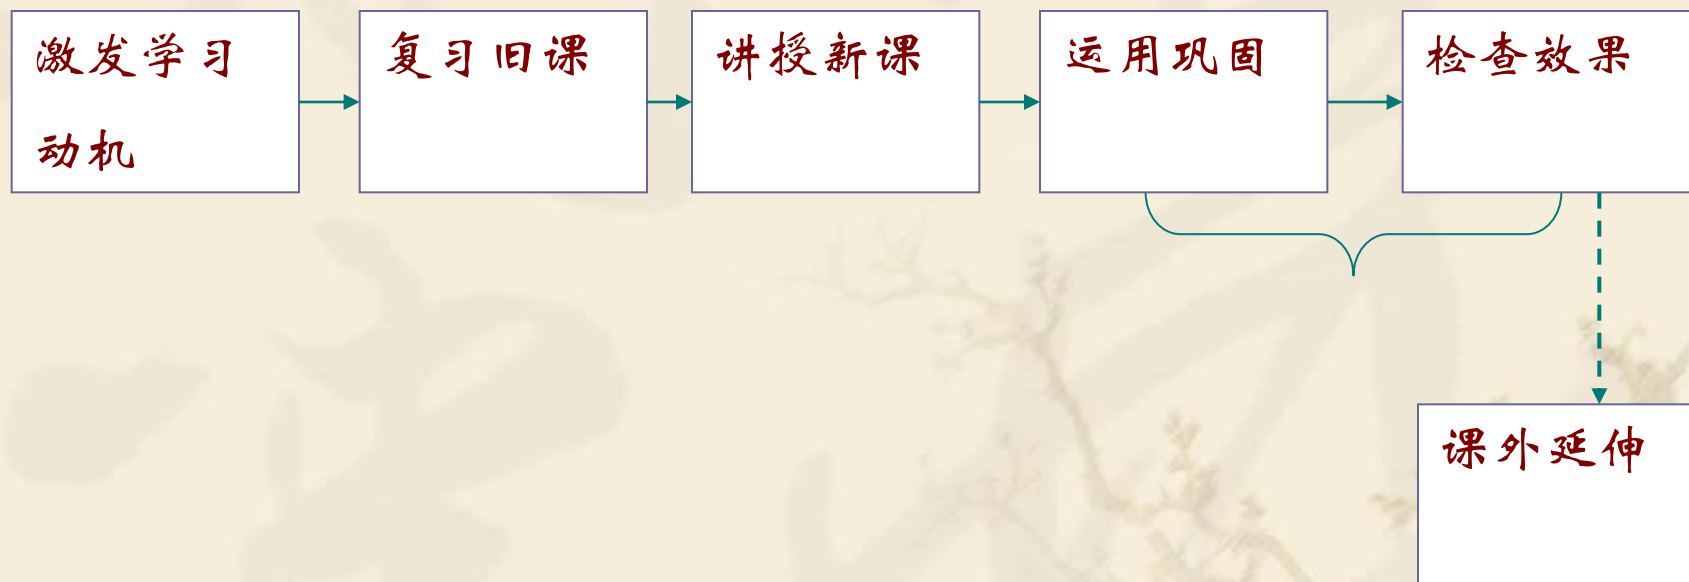 激发学习
动机
复习旧课
讲授新课
运用巩固
检查效果
课外延伸